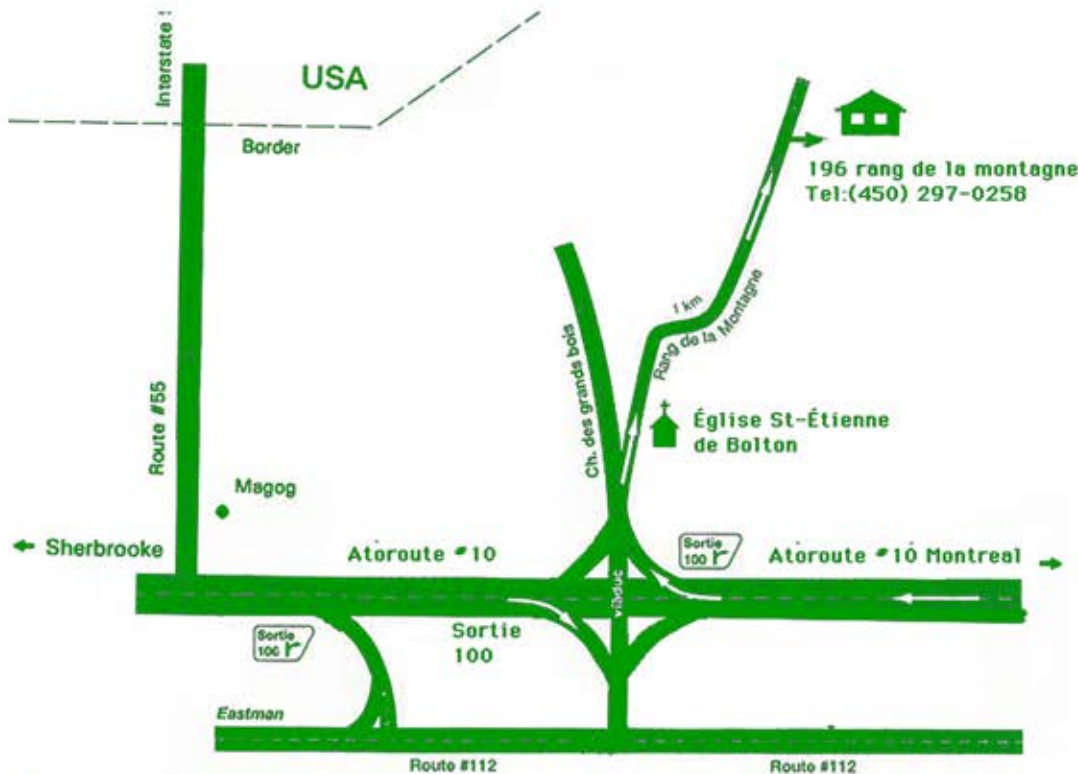 Interstate
USA
Border
196 rang de la montagne
Tel:(450) 297-0258
1 km
Rang de la Montagne
Ch. des grands bois
Route #55
Église St-Étienne
de Bolton
Magog
Sherbrooke
Atoroute #10
Sortie
100
Atoroute #10 Montreal
viaduc
Sortie
106
Sortie
100
Eastman
Route #112
Route #112